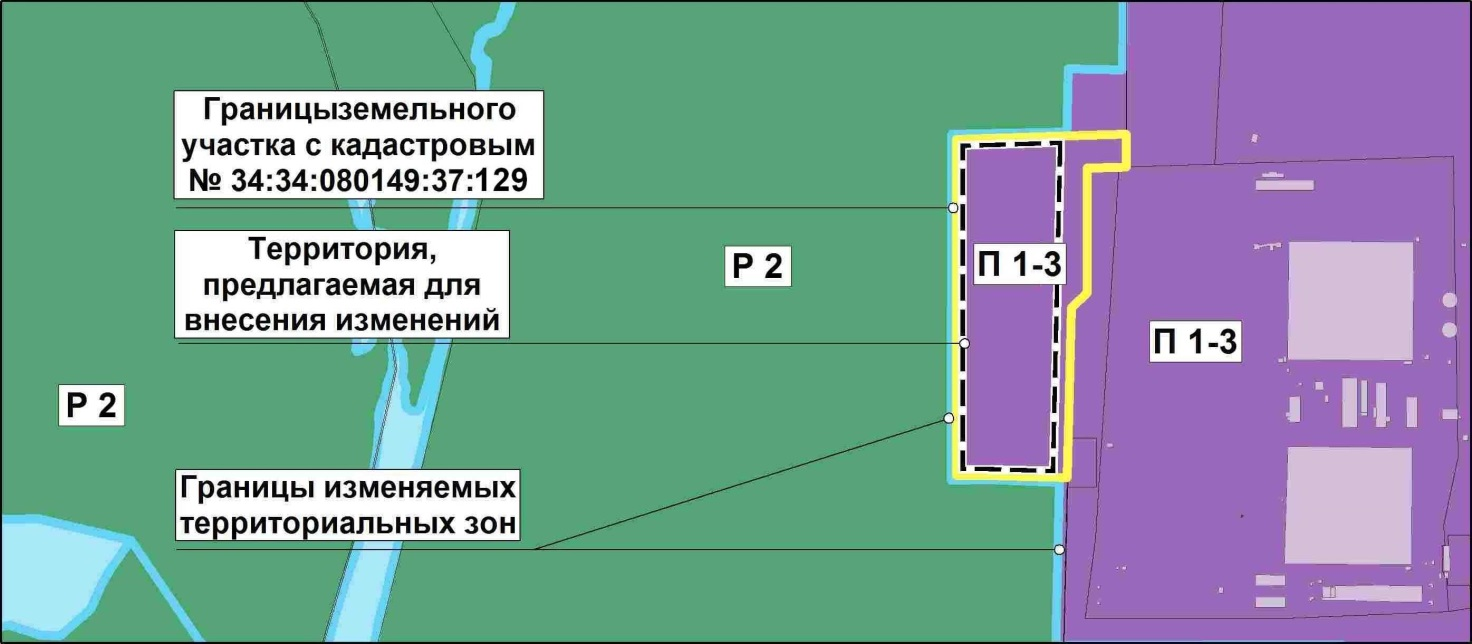 Границыземельного
участка с кадастровым
№ 34:34:080149:37:129
Территория,
предлагаемая для
внесения изменений
Р 2
П 1-3
П 1-3
Р 2
Границы изменяемых
территориальных зон